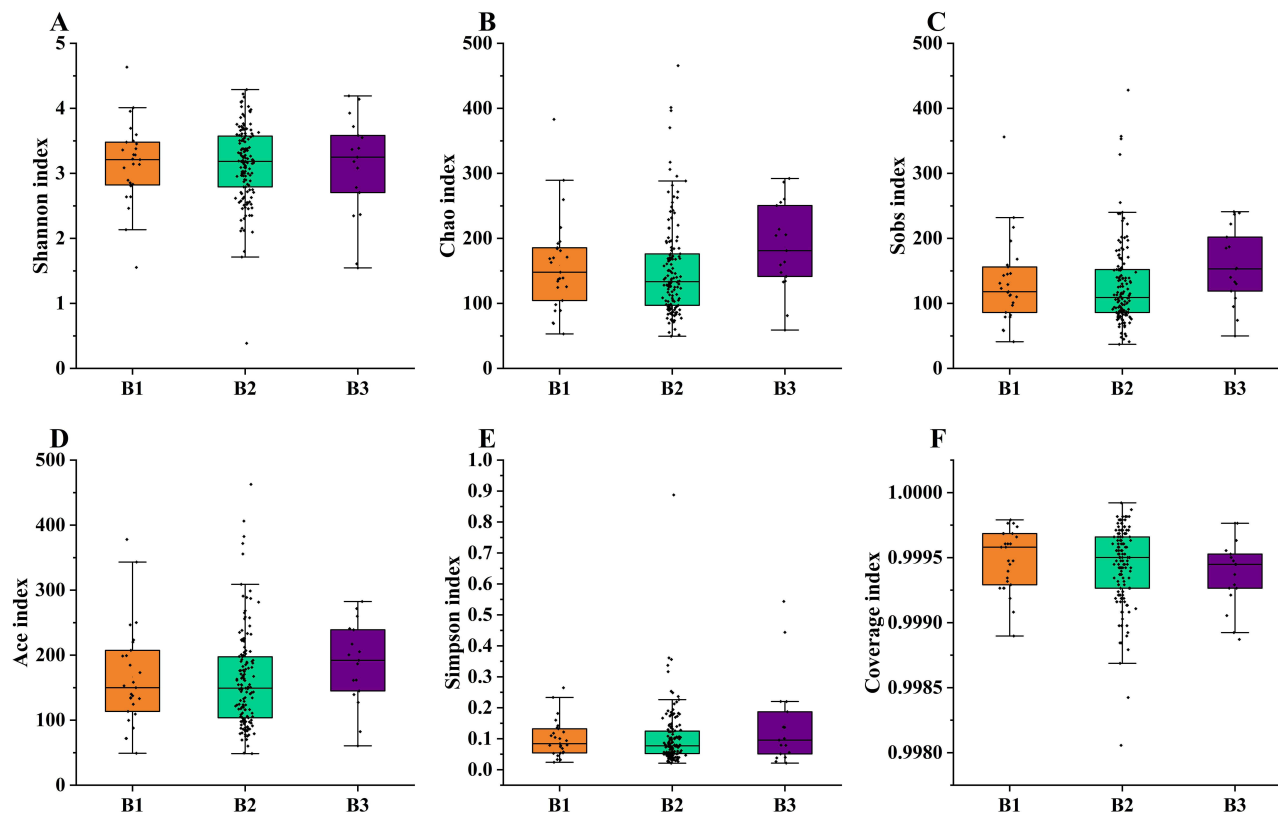 A
Shannon index
5
4
3
2
1
0
B1 B2 B3
B
Chao index
500
400
300
200
100
0
B1 B2 B3
C
Sobs index
500
400
300
200
100
0
B1 B2 B3
D
Ace index
500
400
300
200
100
0
B1 B2 B3
E
Simpson index
1.0
0.9
0.8
0.7
0.6
0.5
0.4
0.3
0.2
0.1
0.0
B1 B2 B3
F
Coverage index
1.0000
0.9995
0.9990
0.9985
0.9980
B1 B2 B3